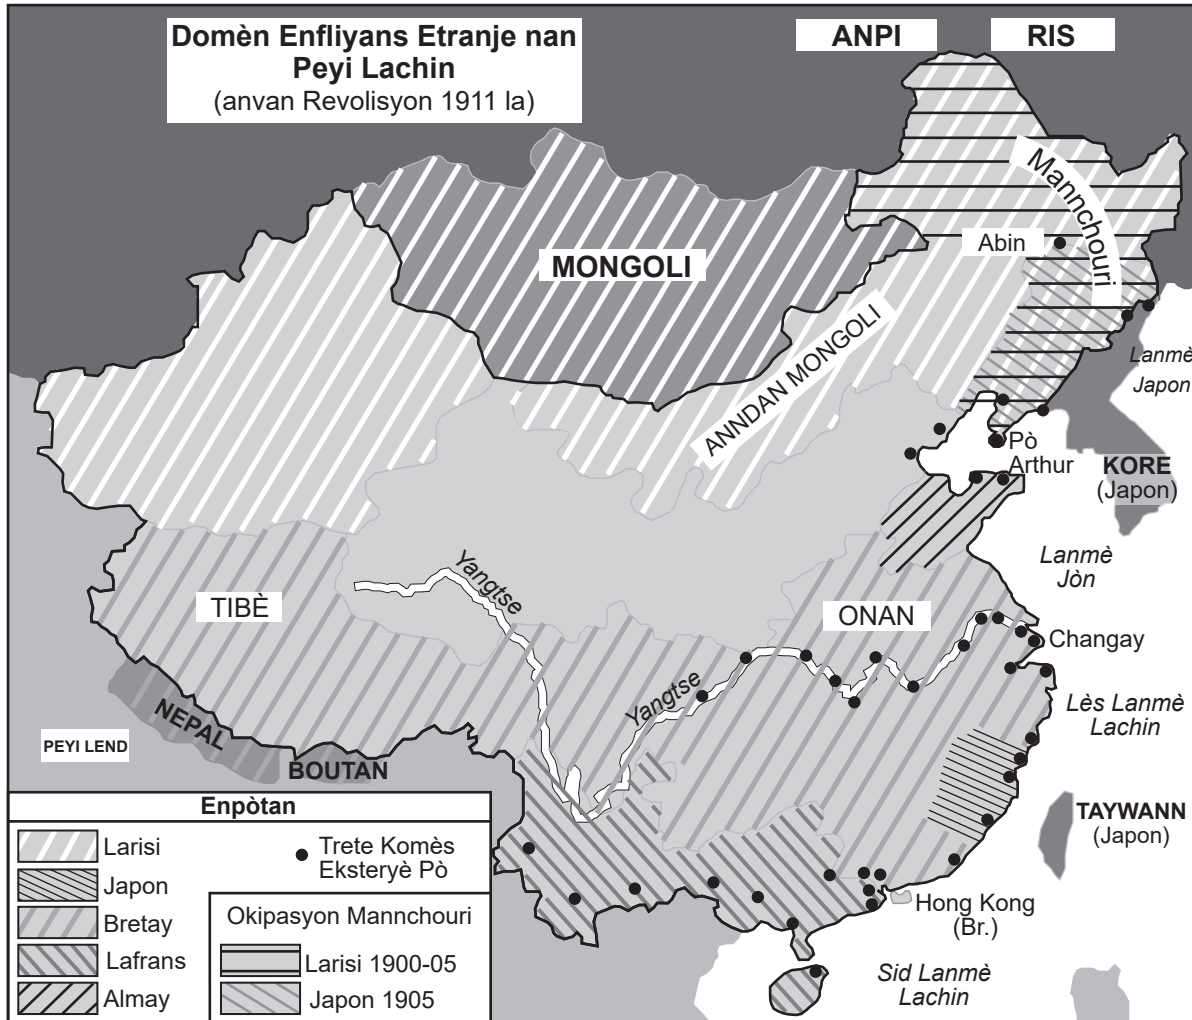 Domèn Enfliyans Etranje nan
Peyi Lachin
(anvan Revolisyon 1911 la)
ANPI
RIS
Mannchouri
Abin
MONGOLI
ANNDAN MONGOLI
Lanmè
Japon
Pò
Arthur
KORE
(Japon)
Lanmè
Jòn
Yangtse
TIBÈ
ONAN
Changay
Yangtse
Lès Lanmè
Lachin
NEPAL
PEYI LEND
BOUTAN
TAYWANN
(Japon)
Hong Kong
(Br.)
Sid Lanmè
Lachin
Enpòtan
Larisi
Japon
Bretay
Lafrans
Almay
Trete Komès
Eksteryè Pò
Okipasyon Mannchouri
Larisi 1900-05
Japon 1905